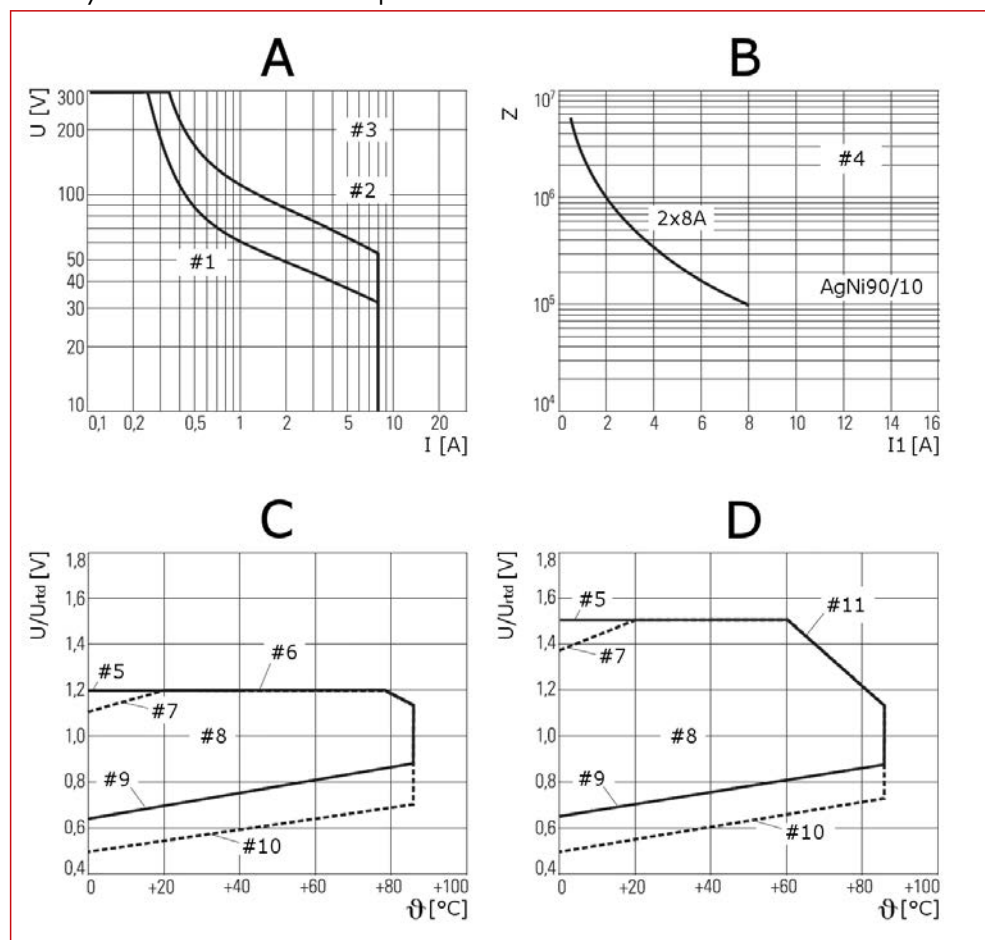 A
B
U [V]
300
200
100
50
40
30
20
10
#3
#2
#1
0,1 0,2 0,5 1 2 5 8 10 20
I [A]
Z
10⁷
10⁶
10⁵
10⁴
#4
2x8A
AgNi90/10
0 2 4 6 8 10 12 14 16
I1 [A]
C
D
U/Urtd [V]
1,8
1,6
1,4
1,2
1,0
0,8
0,6
0,4
#5
#6
#7
#8
#9
#10
0 +20 +40 +60 +80 +100
ϑ [°C]
U/Urtd [V]
1,8
1,6
1,4
1,2
1,0
0,8
0,6
0,4
#5
#11
#7
#8
#9
#10
0 +20 +40 +60 +80 +100
ϑ [°C]